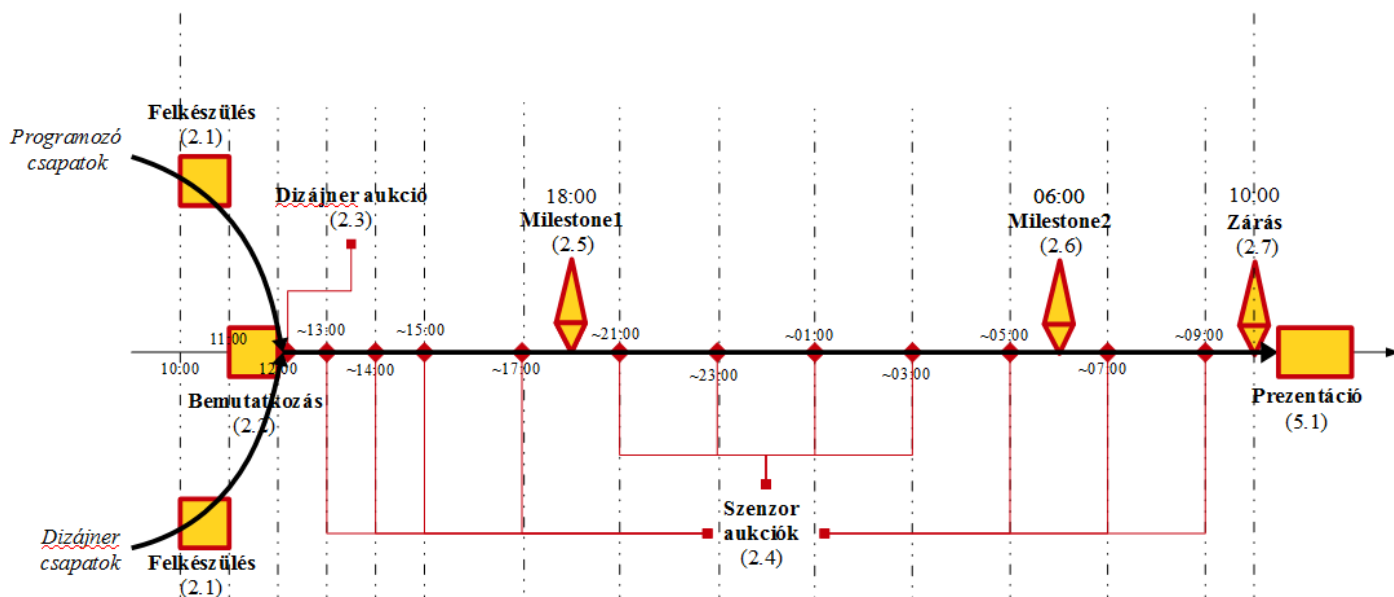 Felkészülés
(2.1)
Programozó
csapatok
Dizájner aukció
(2.3)
18:00
Milestone1
(2.5)
06:00
Milestone2
(2.6)
10:00
Zárás
(2.7)
11:00
~13:00
~15:00
~21:00
~01:00
~05:00
~09:00
10:00
12:00
~14:00
~17:00
~23:00
~03:00
~07:00
Bemutatkozás
(2.2)
Prezentáció
(5.1)
Szenzor
aukciók
(2.4)
Dizájner
csapatok
Felkészülés
(2.1)